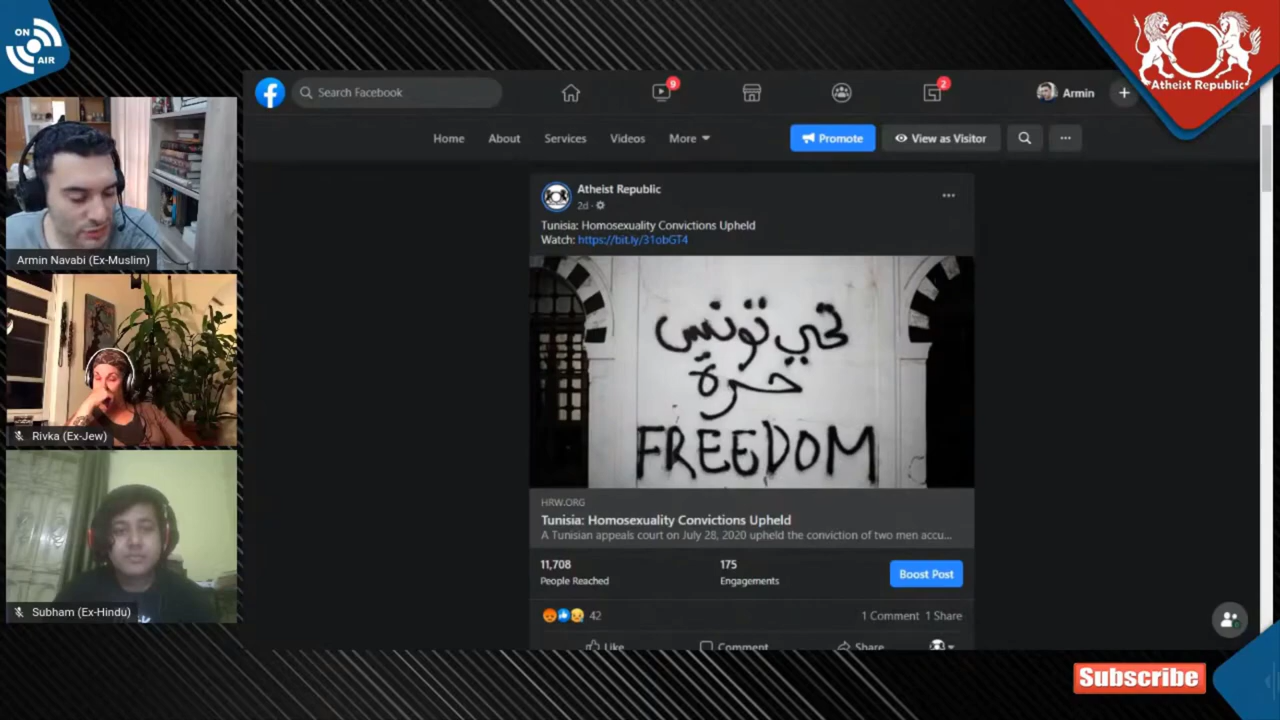 ON
AIR
Search Facebook
9
2
Armin
Atheist Republic
Home About Services Videos More
Promote
View as Visitor
Atheist Republic
2d
Tunisia: Homosexuality Convictions Upheld
Watch: https://bit.ly/31obGT4
تحي تونس
حرة
FREEDOM
HRW.ORG
Tunisia: Homosexuality Convictions Upheld
A Tunisian appeals court on July 28, 2020 upheld the conviction of two men accu...
11,708 175
People Reached Engagements
Boost Post
42 1 Comment 1 Share
Like Comment Share
Armin Navabi (Ex-Muslim)
Rivka (Ex-Jew)
Subham (Ex-Hindu)
Subscribe